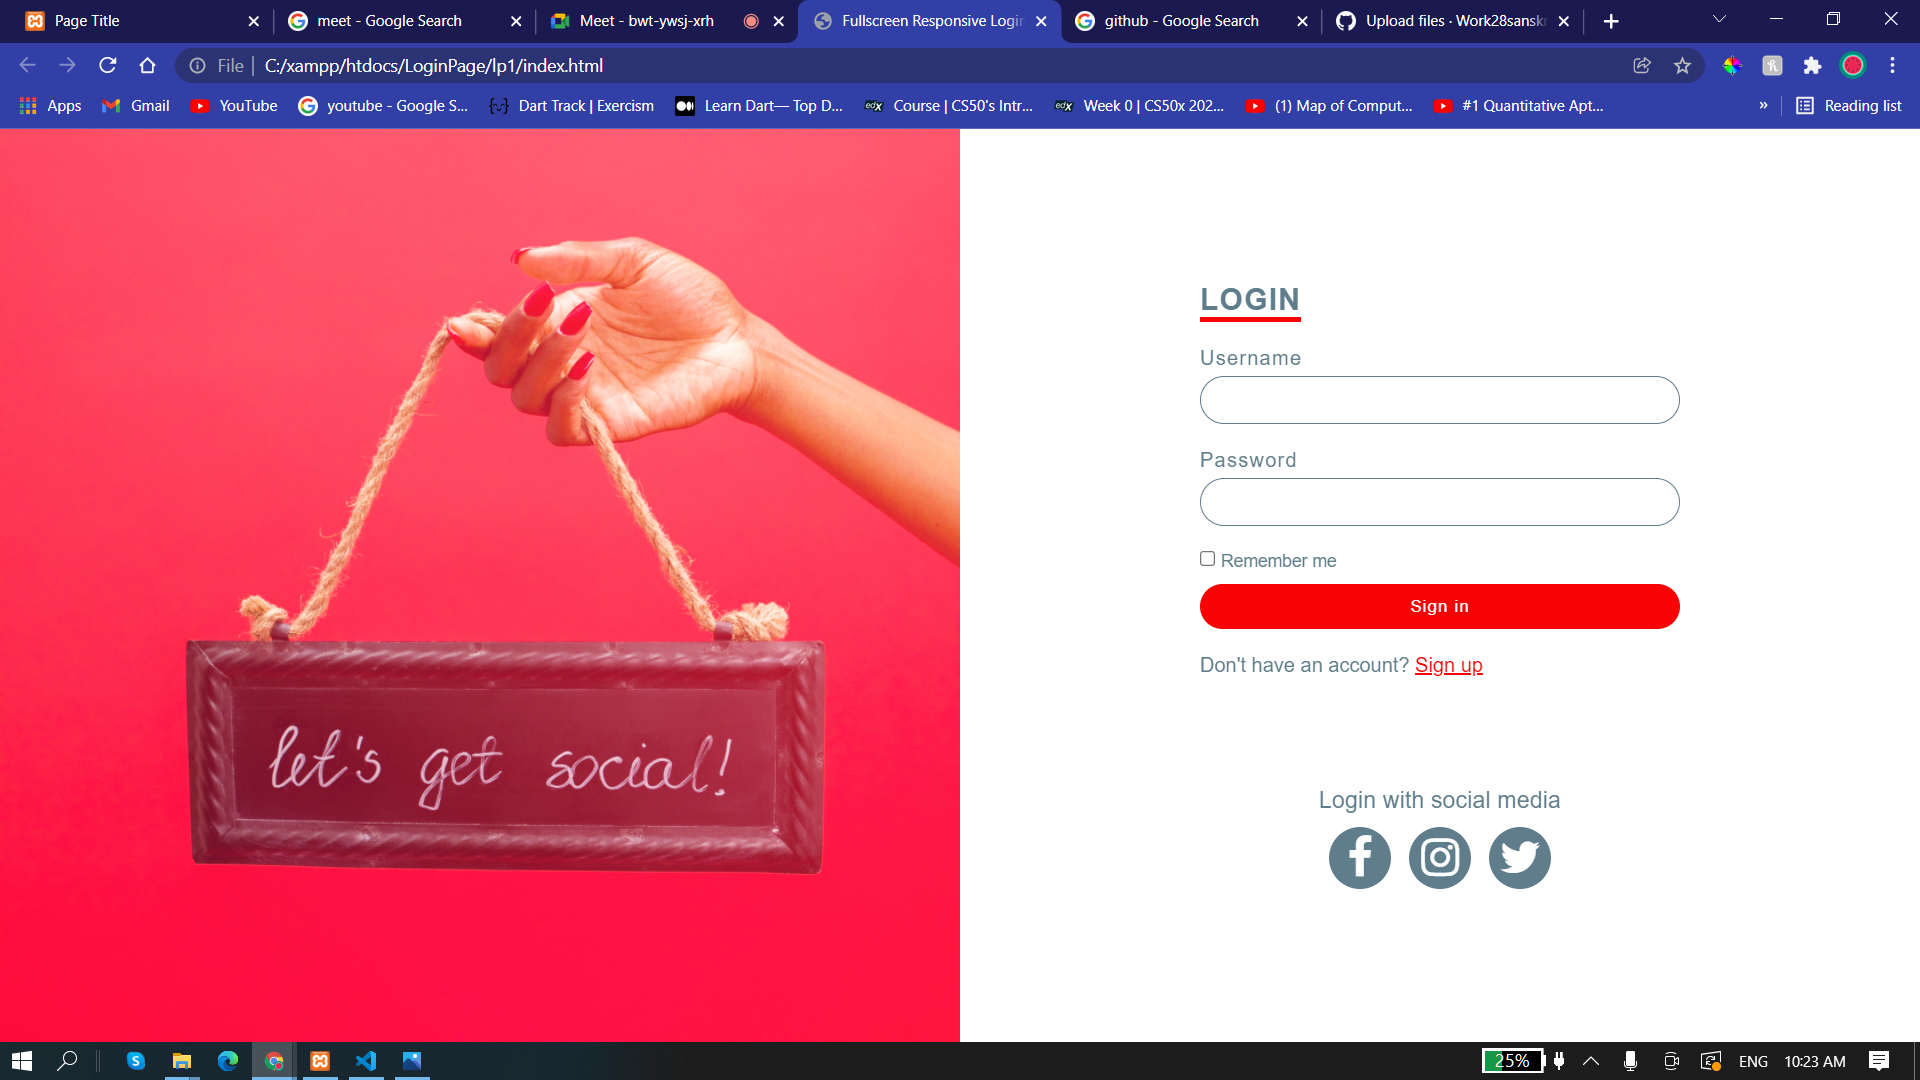 Page Title
meet - Google Search
Meet - bwt-ywsj-xrh
Fullscreen Responsive Login
github - Google Search
Upload files · Work28sanskr
File | C:/xampp/htdocs/LoginPage/lp1/index.html
Apps
Gmail
YouTube
youtube - Google S...
Dart Track | Exercism
Learn Dart— Top D...
edX Course | CS50's Intr...
edX Week 0 | CS50x 202...
(1) Map of Comput...
#1 Quantitative Apt...
»
Reading list
let's get social!
LOGIN
Username
Password
Remember me
Sign in
Don't have an account? Sign up
Login with social media
25%
ENG
10:23 AM